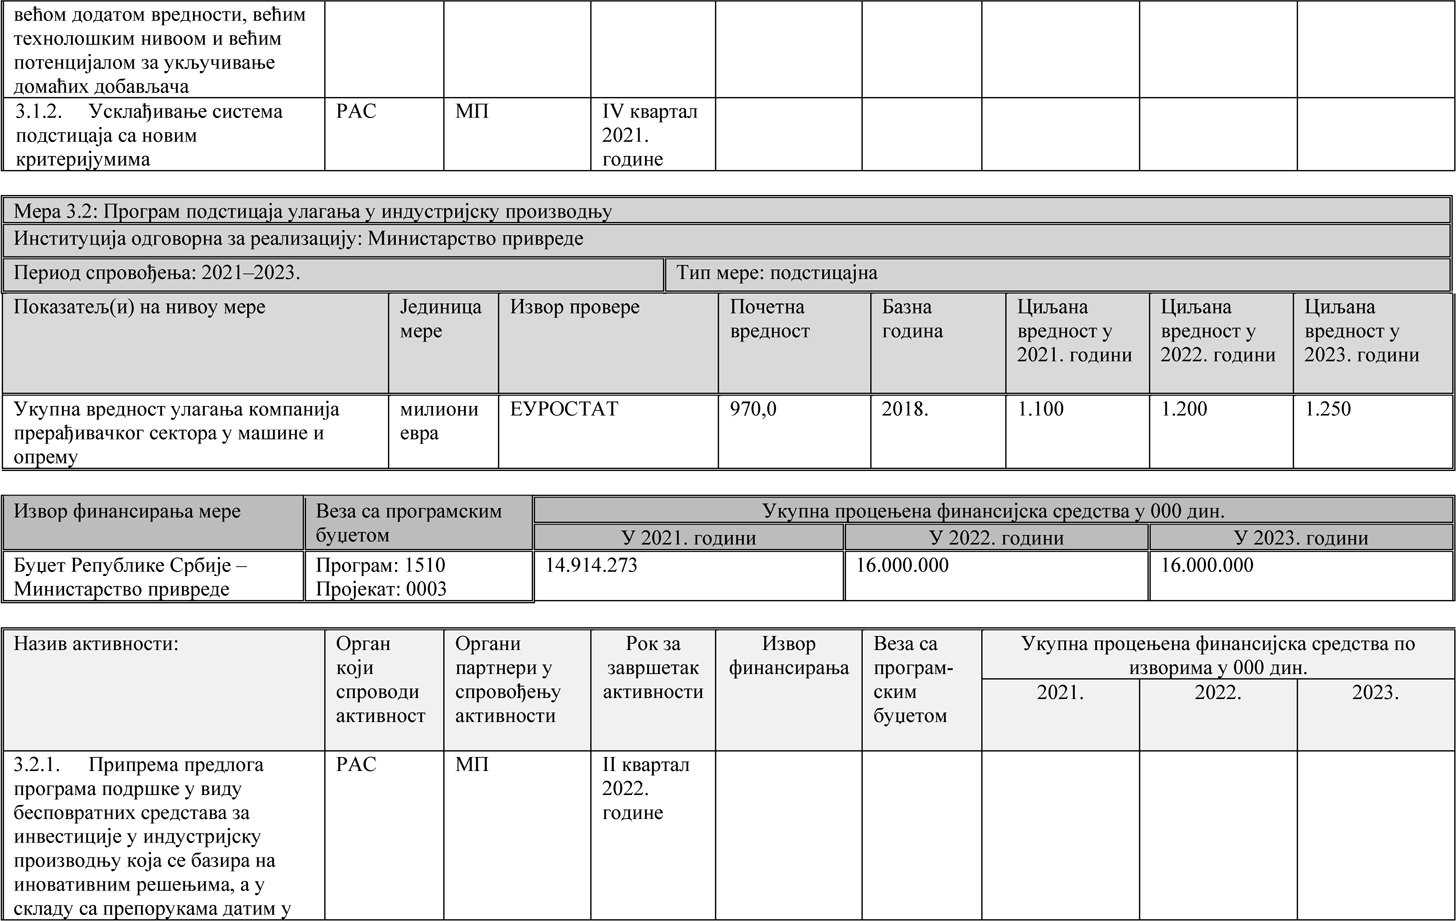 већом додатом вредности, већим
технолошким нивоом и већим
потенцијалом за укључивање
домаћих добављача
3.1.2. Усклађивање система
подстицаја са новим
критеријумима
РАС
МП
IV квартал
2021.
године
Мера 3.2: Програм подстицаја улагања у индустријску производњу
Институција одговорна за реализацију: Министарство привреде
Период спровођења: 2021–2023.
Тип мере: подстицајна
Показатељ(и) на нивоу мере
Јединица
мере
Извор провере
Почетна
вредност
Базна
година
Циљана
вредност у
2021. години
Циљана
вредност у
2022. години
Циљана
вредност у
2023. години
Укупна вредност улагања компанија
прерађивачког сектора у машине и
опрему
милиони
евра
ЕУРОСТАТ
970,0
2018.
1.100
1.200
1.250
Извор финансирања мере
Веза са програмским
буџетом
Укупна процењена финансијска средства у 000 дин.
У 2021. години
У 2022. години
У 2023. години
Буџет Републике Србије –
Министарство привреде
Програм: 1510
Пројекат: 0003
14.914.273
16.000.000
16.000.000
Назив активности:
Орган
који
спроводи
активност
Органи
партнери у
спровођењу
активности
Рок за
завршетак
активности
Извор
финансирања
Веза са
програм-
ским
буџетом
Укупна процењена финансијска средства по
изворима у 000 дин.
2021.
2022.
2023.
3.2.1. Припрема предлога
програма подршке у виду
бесповратних средстава за
инвестиције у индустријску
производњу која се базира на
иновативним решењима, а у
складу са препорукама датим у
РАС
МП
II квартал
2022.
године